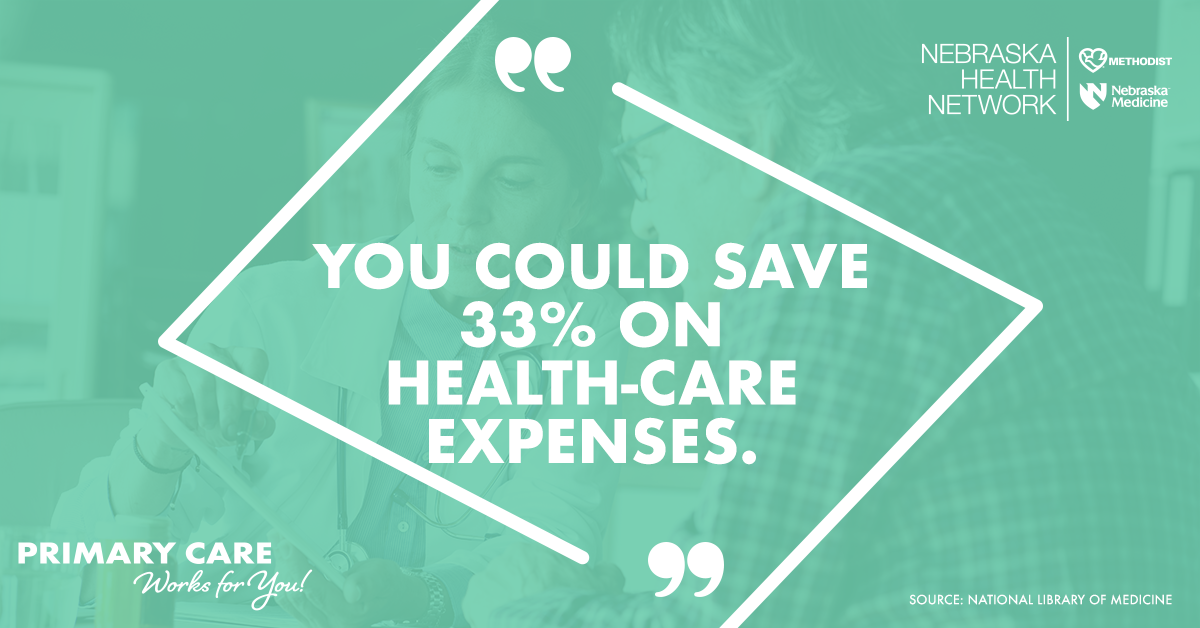 NEBRASKA
HEALTH
NETWORK
METHODIST
Nebraska
Medicine
“
YOU COULD SAVE
33% ON
HEALTH-CARE
EXPENSES.
”
PRIMARY CARE
Works for You!
SOURCE: NATIONAL LIBRARY OF MEDICINE